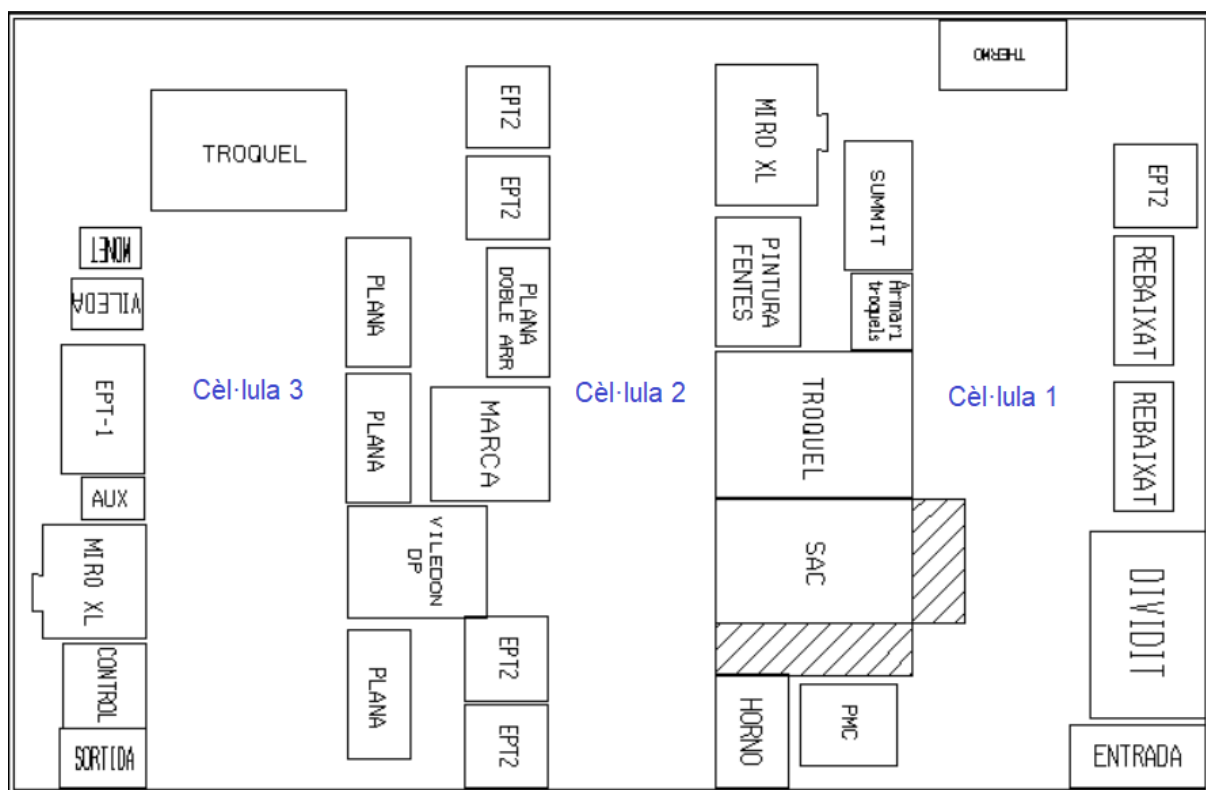 THERMO
EPT2
MIRO XL
TROQUEL
SUMMIT
EPT2
EPT2
PINTURA
FENTES
MONET
PLANA
PLANA
DOBLE ARR
REBAIXAT
VILEDA
Armari
troquels
EPT-1
Cèl·lula 3
PLANA
MARCA
Cèl·lula 2
TROQUEL
Cèl·lula 1
REBAIXAT
AUX
VILEDON
DP
SAC
MIRO XL
DIVIDIT
CONTROL
PLANA
EPT2
HORNO
PMC
SORTIDA
EPT2
ENTRADA